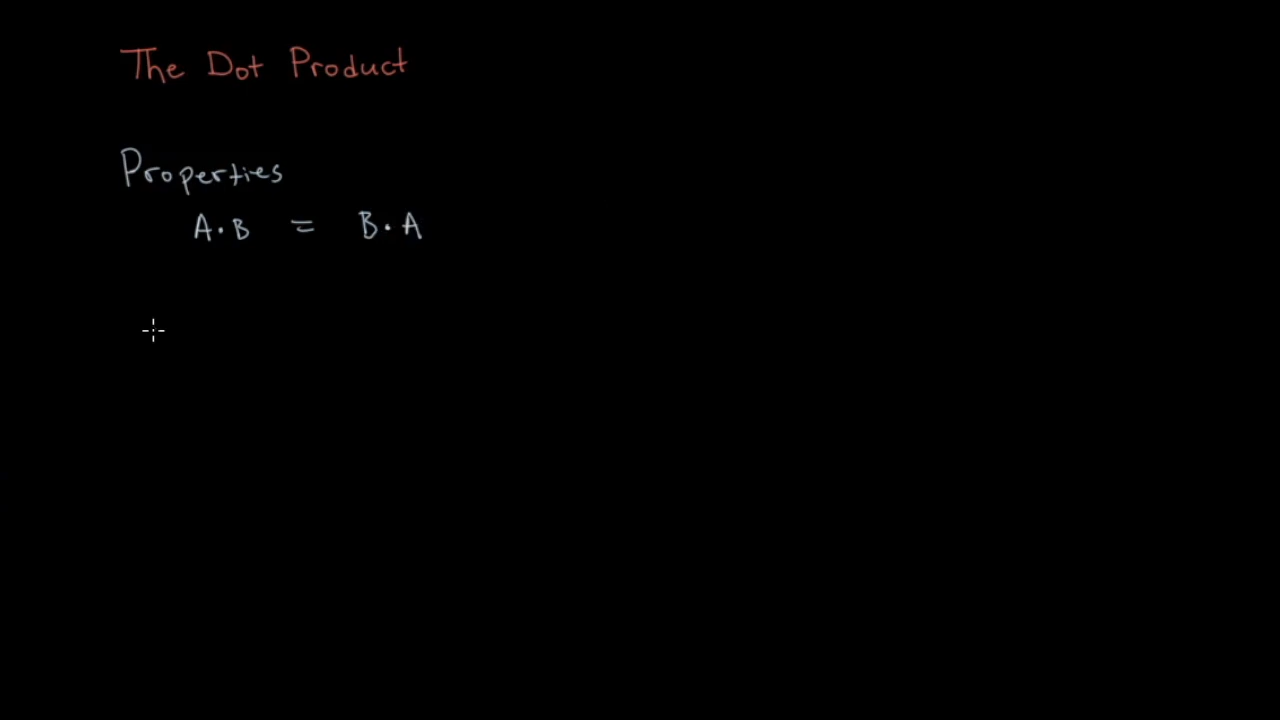 The Dot Product
Properties
A · B = B · A